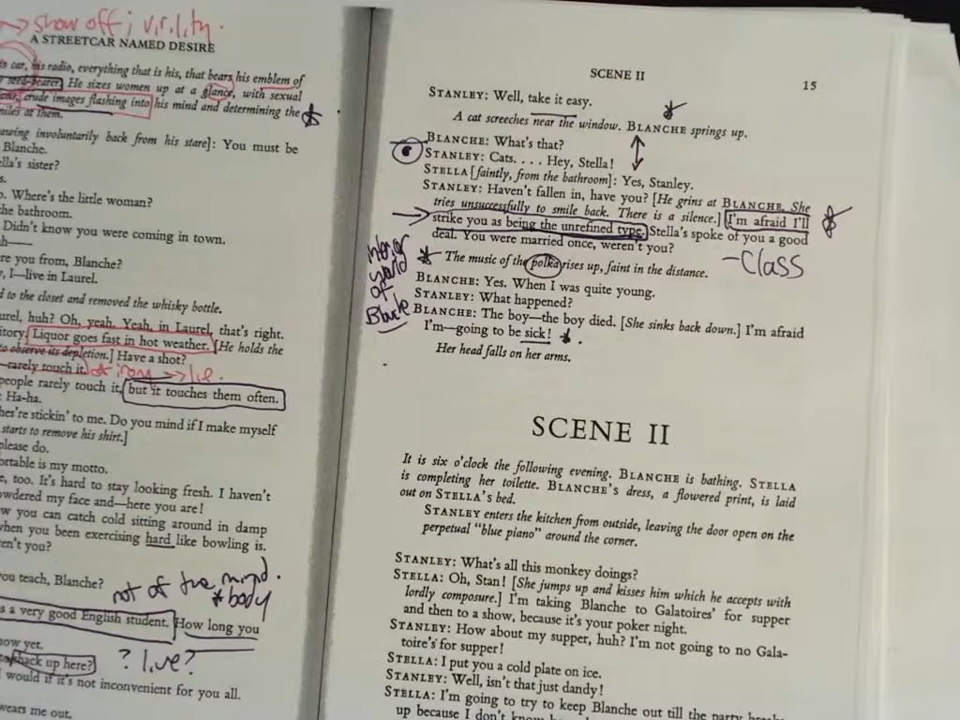 show off; virility.
A STREETCAR NAMED DESIRE
car, his radio, everything that is his, that bears his emblem of
seed-bearer. He sizes women up at a glance, with sexual
crude images flashing into his mind and determining the
smiles at them.
drawing involuntarily back from his stare]: You must be
Blanche.
Stella's sister?
Where's the little woman?
the bathroom.
Didn't know you were coming in town.
are you from, Blanche?
I—live in Laurel.
to the closet and removed the whisky bottle.
Laurel, huh? Oh, yeah. Yeah, in Laurel, that's right.
Liquor goes fast in hot weather. [He holds the
to observe its depletion.] Have a shot?
—rarely touch it. lie.
people rarely touch it, but it touches them often.
Ha-ha.
stickin' to me. Do you mind if I make myself
starts to remove his shirt.]
please do.
is my motto.
too. It's hard to stay looking fresh. I haven't
powdered my face and—here you are!
you can catch cold sitting around in damp
when you been exercising hard like bowling is.
you teach, Blanche?
not of the mind.
* body
a very good English student. How long you
now yet.
shack up here?
? live?
would if it's not inconvenient for you all.
wears me out.
SCENE II
15
STANLEY: Well, take it easy.
A cat screeches near the window. BLANCHE springs up.
BLANCHE: What's that?
STANLEY: Cats. . . . Hey, Stella!
STELLA [faintly, from the bathroom]: Yes, Stanley.
STANLEY: Haven't fallen in, have you? [He grins at BLANCHE. She
tries unsuccessfully to smile back. There is a silence.] I'm afraid I'll
strike you as being the unrefined type. Stella's spoke of you a good
deal. You were married once, weren't you?
- Class
The music of the polka rises up, faint in the distance.
of
BLANCHE: Yes. When I was quite young.
STANLEY: What happened?
BLANCHE: The boy—the boy died. [She sinks back down.] I'm afraid
I'm—going to be sick!
Her head falls on her arms.
SCENE II
It is six o'clock the following evening. BLANCHE is bathing. STELLA
is completing her toilette. BLANCHE'S dress, a flowered print, is laid
out on STELLA'S bed.
STANLEY enters the kitchen from outside, leaving the door open on the
perpetual "blue piano" around the corner.
STANLEY: What's all this monkey doings?
STELLA: Oh, Stan! [She jumps up and kisses him which he accepts with
lordly composure.] I'm taking Blanche to Galatoires' for supper
and then to a show, because it's your poker night.
STANLEY: How about my supper, huh? I'm not going to no Gala-
toire's for supper!
STELLA: I put you a cold plate on ice.
STANLEY: Well, isn't that just dandy!
STELLA: I'm going to try to keep Blanche out till the party breaks
up because I don't know